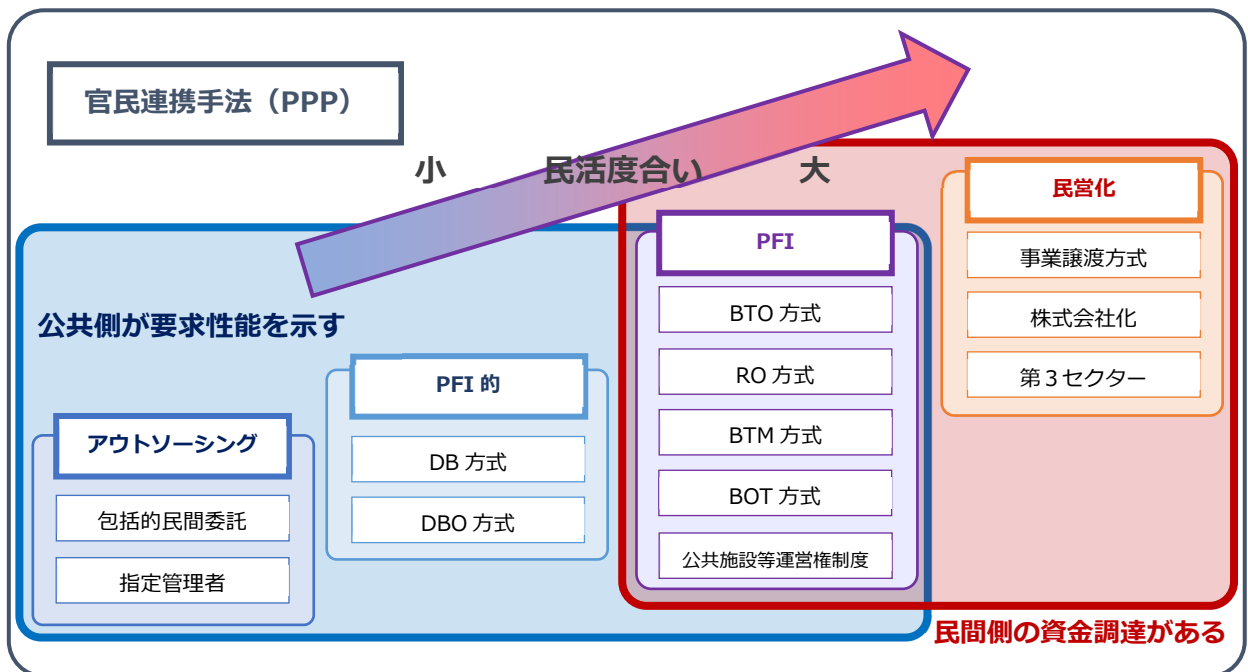 官民連携手法（PPP）
小 民活度合い 大
公共側が要求性能を示す
アウトソーシング
包括的民間委託
指定管理者
PFI 的
DB 方式
DBO 方式
PFI
BTO 方式
RO 方式
BTM 方式
BOT 方式
公共施設等運営権制度
民営化
事業譲渡方式
株式会社化
第３セクター
民間側の資金調達がある